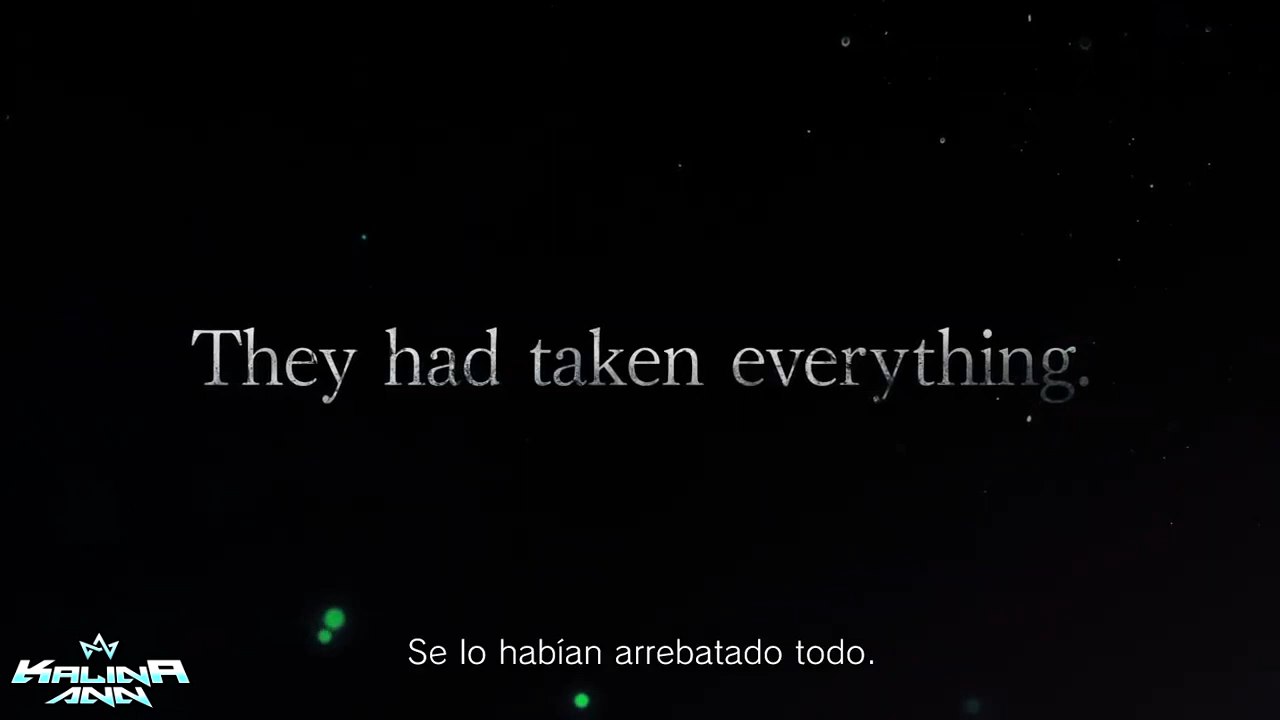 They had taken everything.
Se lo habían arrebatado todo.
KALINA
ANN